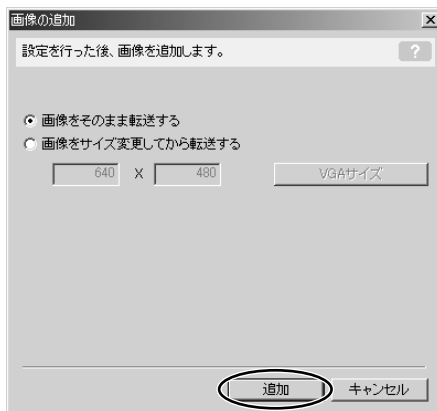 画像の追加
設定を行った後、画像を追加します。
?
画像をそのまま転送する
画像をサイズ変更してから転送する
640 X 480 VGAサイズ
追加 キャンセル